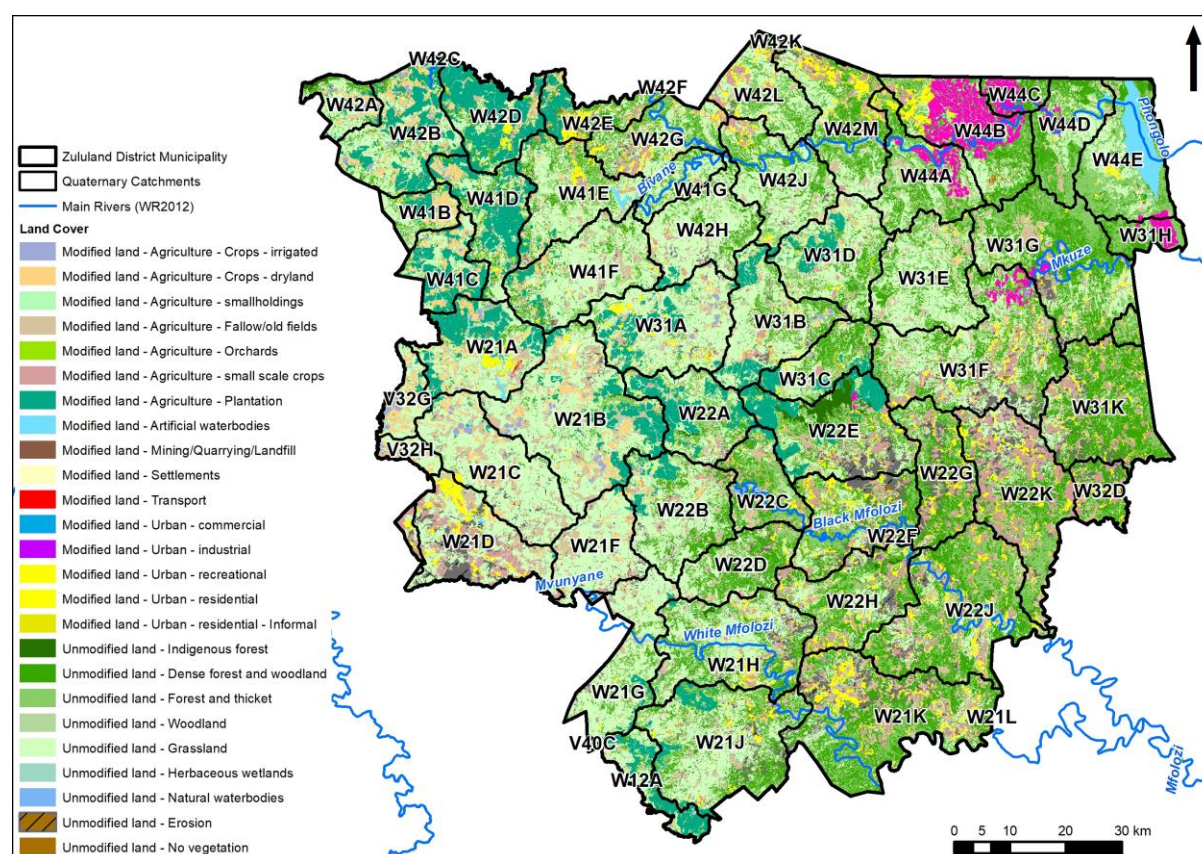 Zululand District Municipality
Quaternary Catchments
Main Rivers (WR2012)
Land Cover
Modified land - Agriculture - Crops - irrigated
Modified land - Agriculture - Crops - dryland
Modified land - Agriculture - smallholdings
Modified land - Agriculture - Fallow/old fields
Modified land - Agriculture - Orchards
Modified land - Agriculture - small scale crops
Modified land - Agriculture - Plantation
Modified land - Artificial waterbodies
Modified land - Mining/Quarrying/Landfill
Modified land - Settlements
Modified land - Transport
Modified land - Urban - commercial
Modified land - Urban - industrial
Modified land - Urban - recreational
Modified land - Urban - residential
Modified land - Urban - residential - Informal
Unmodified land - Indigenous forest
Unmodified land - Dense forest and woodland
Unmodified land - Forest and thicket
Unmodified land - Woodland
Unmodified land - Grassland
Unmodified land - Herbaceous wetlands
Unmodified land - Natural waterbodies
Unmodified land - Erosion
Unmodified land - No vegetation
W42K
W42C
W42F
W42L
W42A
W42D
W44C
W42B
W42E
W42G
W42M
W44B
W44D
Phongolo
W44E
W44A
W41D
W41E
Bivane
W41G
W42J
W41B
W42H
W31H
W31D
W31G
W31E
Mkuze
W41C
W41F
W31A
W31B
W21A
W31C
W31F
V32G
W31K
W21B
W22A
W22E
V32H
W21C
W22G
W22K
W32D
W22C
W22B
Black Mfolozi
W22F
W21D
W21F
W22D
Mvunyane
W22H
W22J
White Mfolozi
W21H
W21G
W21K
W21L
V40C
W21J
Mfolozi
W12A
0 5 10 20 30 km